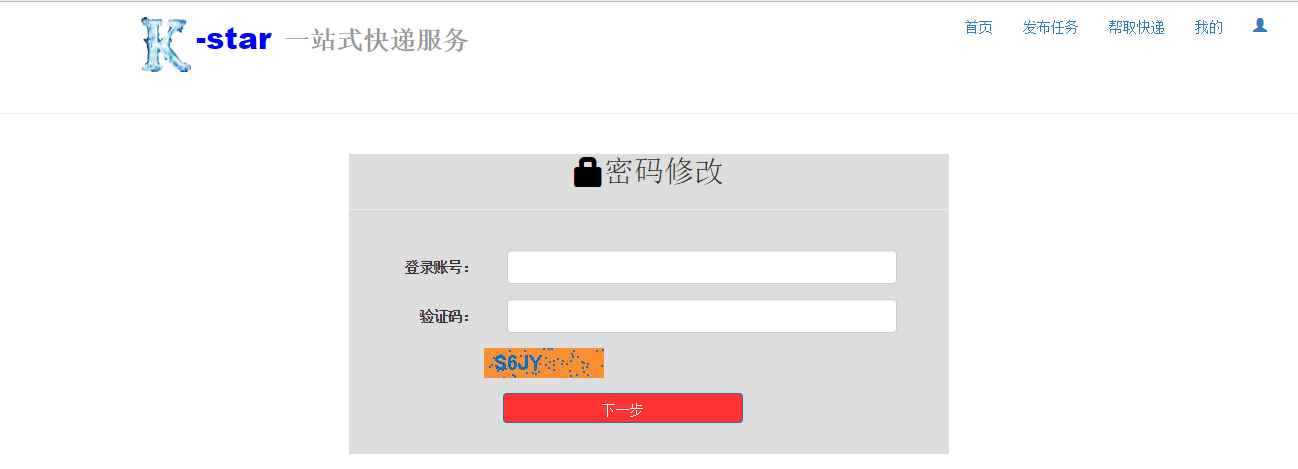 K-star 一站式快递服务
首页 发布任务 帮取快递 我的
密码修改
登录账号：
验证码：
S6JY
下一步